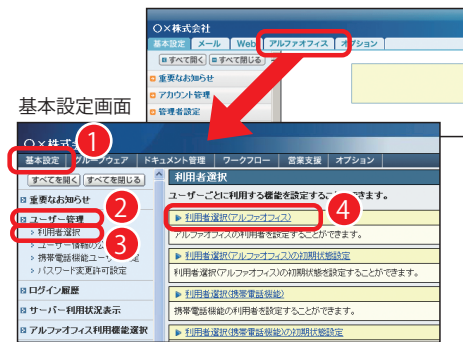 ○×株式会社
基本設定 メール Web アルファオフィス オプション
すべて開く すべて閉じる
重要なお知らせ
アカウント管理
管理者設定
基本設定画面
○×株式
基本設定 グループウェア ドキュメント管理 ワークフロー 営業支援 オプション
すべてを開く すべてを閉じる
重要なお知らせ
ユーザー管理
利用者選択
ユーザー情報の公
携帯電話機能ユーザ 定
パスワード変更許可設定
ログイン履歴
サーバー利用状況表示
アルファオフィス利用機能選択
利用者選択
ユーザーごとに利用する機能を設定するこ できます。
利用者選択(アルファオフィス)
アルファオフィスの利用者を設定することができます。
利用者選択(アルファオフィス)の初期状態設定
利用者選択(アルファオフィス)の初期状態を設定することができます。
利用者選択(携帯電話機能)
携帯電話機能の利用者を設定することができます。
利用者選択(携帯電話機能)の初期状態設定
1
2
3
4